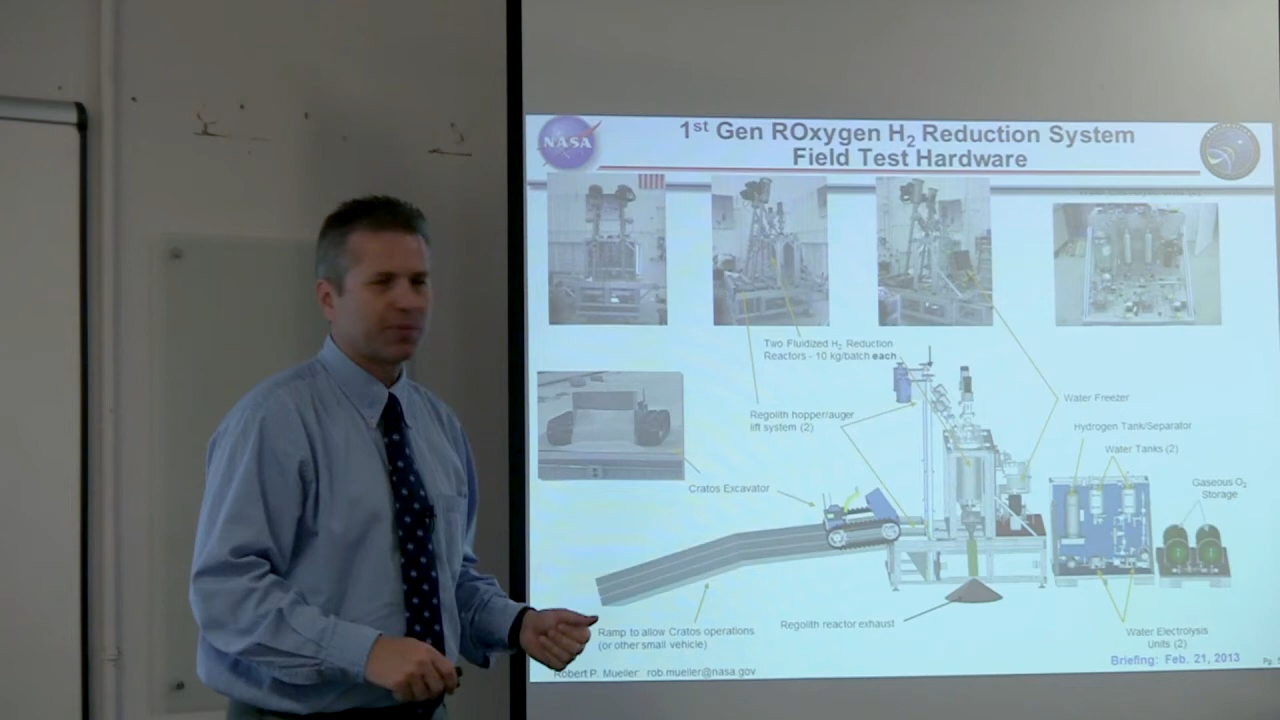 NASA
1st Gen ROxygen H2 Reduction System
Field Test Hardware
Two Fluidized H2 Reduction
Reactors - 10 kg/batch each
Regolith hopper/auger
lift system (2)
Water Freezer
Hydrogen Tank/Separator
Water Tanks (2)
Gaseous O2
Storage
Cratos Excavator
Ramp to allow Cratos operations
(or other small vehicle)
Regolith reactor exhaust
Water Electrolysis
Units (2)
Robert P. Mueller: rob.mueller@nasa.gov
Briefing: Feb. 21, 2013
Pg.